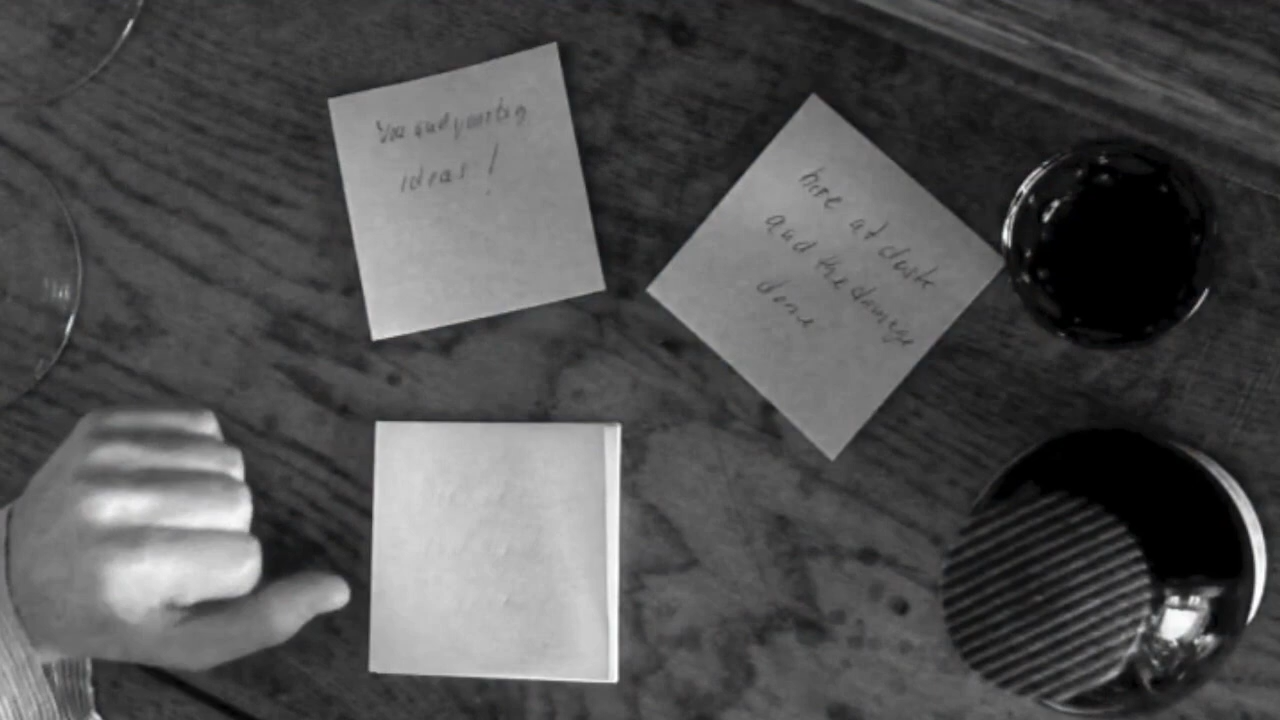 You and your big
ideas !
here at dusk
and the damage
done